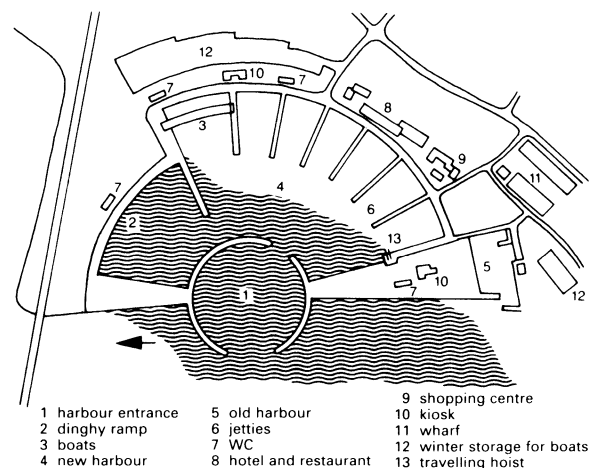 12
7
10
7
8
3
9
11
4
7
2
6
13
5
10
7
1
12
1 harbour entrance
2 dinghy ramp
3 boats
4 new harbour
5 old harbour
6 jetties
7 WC
8 hotel and restaurant
9 shopping centre
10 kiosk
11 wharf
12 winter storage for boats
13 travelling hoist